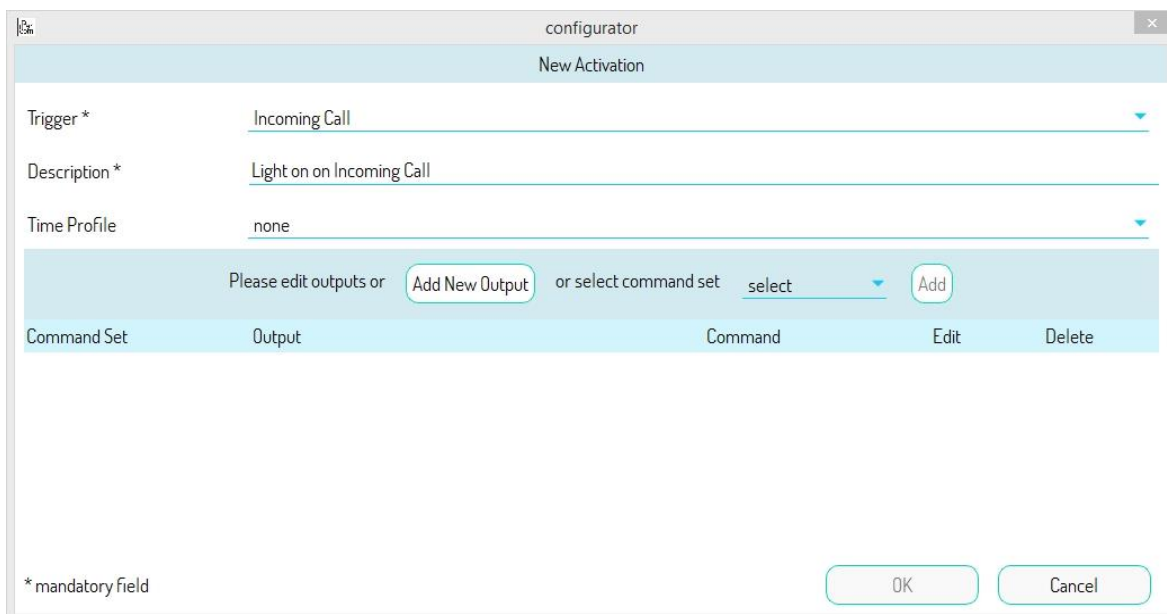 configurator
New Activation
Trigger * Incoming Call
Description * Light on on Incoming Call
Time Profile none
Please edit outputs or Add New Output or select command set select Add
Command Set Output Command Edit Delete
* mandatory field OK Cancel